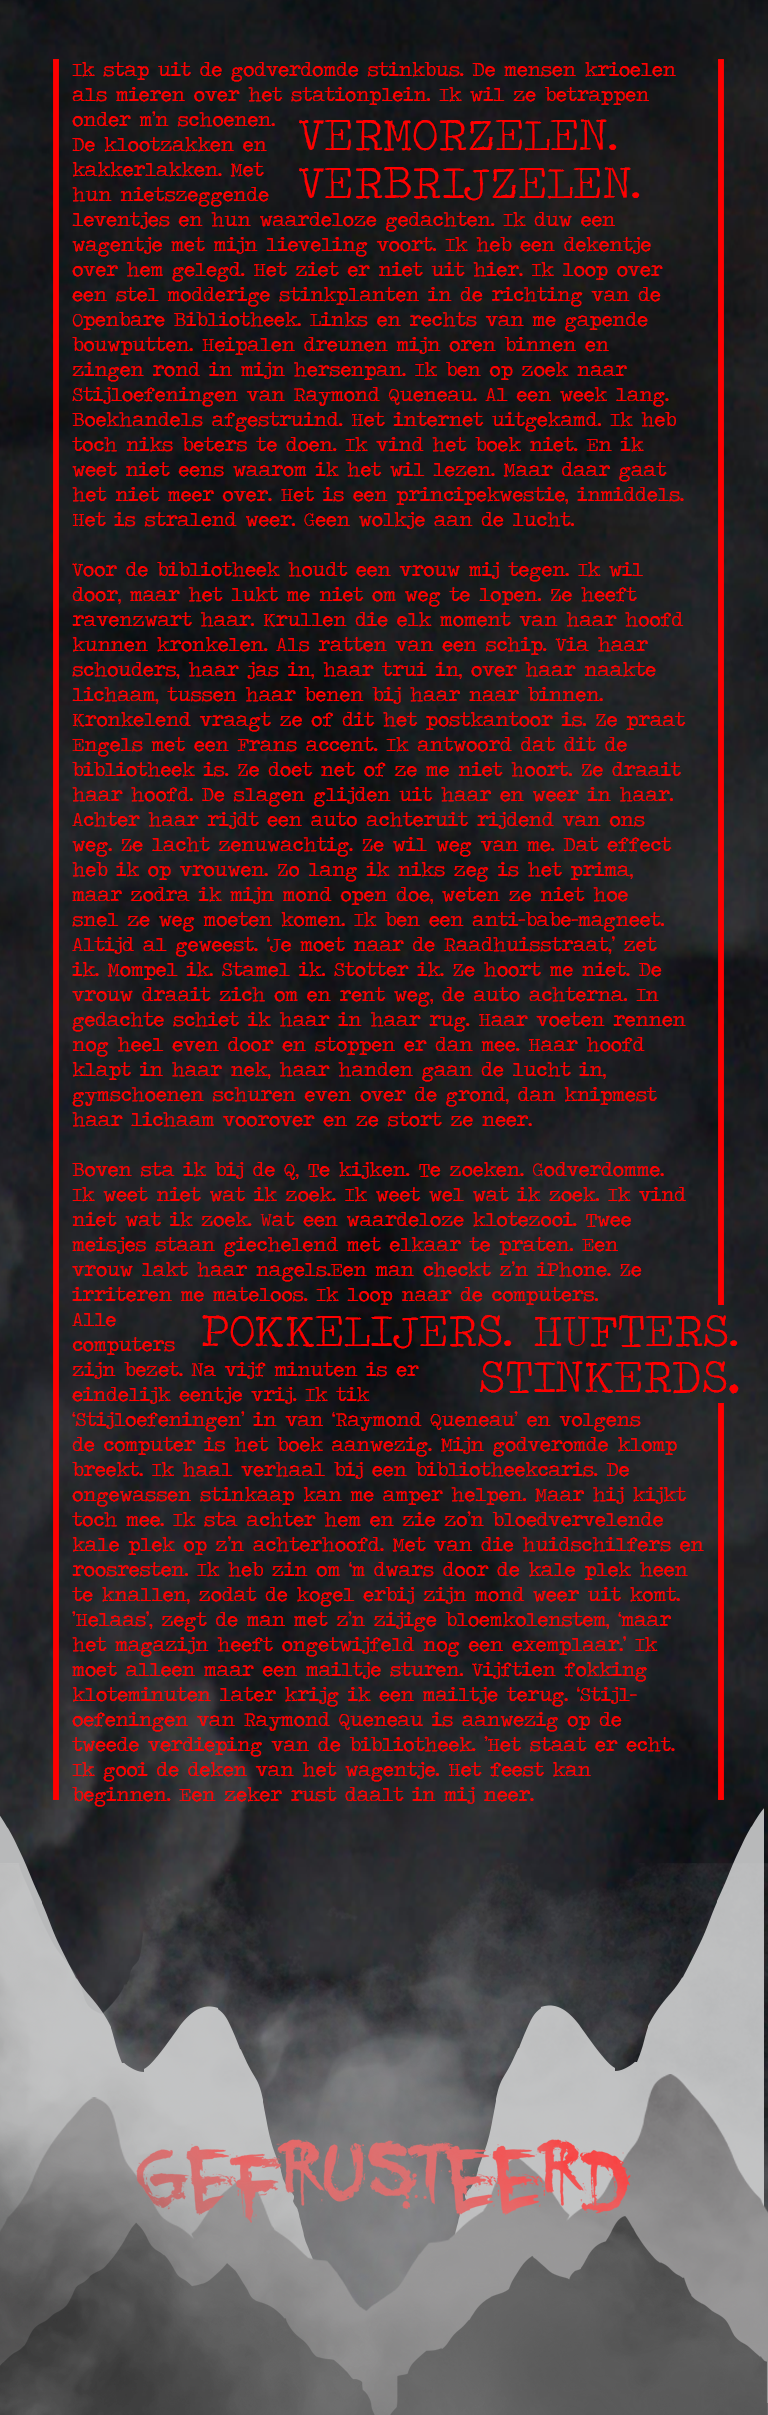 Ik stap uit de godverdomde stinkbus. De mensen krioelen
als mieren over het stationplein. Ik wil ze betrappen
onder m'n schoenen.
De klootzakken en
kakkerlakken. Met
hun nietszeggende
VERMORZELEN.
VERBRIJZELEN.
leventjes en hun waardeloze gedachten. Ik duw een
wagentje met mijn lieveling voort. Ik heb een dekentje
over hem gelegd. Het ziet er niet uit hier. Ik loop over
een stel modderige stinkplanten in de richting van de
Openbare Bibliotheek. Links en rechts van me gapende
bouwputten. Heipalen dreunen mijn oren binnen en
zingen rond in mijn hersenpan. Ik ben op zoek naar
Stijloefeningen van Raymond Queneau. Al een week lang.
Boekhandels afgestruind. Het internet uitgekamd. Ik heb
toch niks beters te doen. Ik vind het boek niet. En ik
weet niet eens waarom ik het wil lezen. Maar daar gaat
het niet meer over. Het is een principekwestie, inmiddels.
Het is stralend weer. Geen wolkje aan de lucht.
Voor de bibliotheek houdt een vrouw mij tegen. Ik wil
door, maar het lukt me niet om weg te lopen. Ze heeft
ravenzwart haar. Krullen die elk moment van haar hoofd
kunnen kronkelen. Als ratten van een schip. Via haar
schouders, haar jas in, haar trui in, over haar naakte
lichaam, tussen haar benen bij haar naar binnen.
Kronkelend vraagt ze of dit het postkantoor is. Ze praat
Engels met een Frans accent. Ik antwoord dat dit de
bibliotheek is. Ze doet net of ze me niet hoort. Ze draait
haar hoofd. De slagen glijden uit haar en weer in haar.
Achter haar rijdt een auto achteruit rijdend van ons
weg. Ze lacht zenuwachtig. Ze wil weg van me. Dat effect
heb ik op vrouwen. Zo lang ik niks zeg is het prima,
maar zodra ik mijn mond open doe, weten ze niet hoe
snel ze weg moeten komen. Ik ben een anti-babe-magneet.
Altijd al geweest. 'Je moet naar de Raadhuisstraat,' zet
ik. Mompel ik. Stamel ik. Stotter ik. Ze hoort me niet. De
vrouw draait zich om en rent weg, de auto achterna. In
gedachte schiet ik haar in haar rug. Haar voeten rennen
nog heel even door en stoppen er dan mee. Haar hoofd
klapt in haar nek, haar handen gaan de lucht in,
gymschoenen schuren even over de grond, dan knipmest
haar lichaam voorover en ze stort ze neer.
Boven sta ik bij de Q, Te kijken. Te zoeken. Godverdomme.
Ik weet niet wat ik zoek. Ik weet wel wat ik zoek. Ik vind
niet wat ik zoek. Wat een waardeloze klotezooi. Twee
meisjes staan giechelend met elkaar te praten. Een
vrouw lakt haar nagels.Een man checkt z'n iPhone. Ze
irriteren me mateloos. Ik loop naar de computers.
Alle
computers
POKKELIJERS. HUFTERS.
STINKERDS.
zijn bezet. Na vijf minuten is er
eindelijk eentje vrij. Ik tik
'Stijloefeningen' in van 'Raymond Queneau' en volgens
de computer is het boek aanwezig. Mijn godveromde klomp
breekt. Ik haal verhaal bij een bibliotheekcaris. De
ongewassen stinkaap kan me amper helpen. Maar hij kijkt
toch mee. Ik sta achter hem en zie zo'n bloedvervelende
kale plek op z'n achterhoofd. Met van die huidschilfers en
roosresten. Ik heb zin om 'm dwars door de kale plek heen
te knallen, zodat de kogel erbij zijn mond weer uit komt.
'Helaas', zegt de man met z'n zijige bloemkolenstem, 'maar
het magazijn heeft ongetwijfeld nog een exemplaar.' Ik
moet alleen maar een mailtje sturen. Vijftien fokking
kloteminuten later krijg ik een mailtje terug. 'Stijl-
oefeningen van Raymond Queneau is aanwezig op de
tweede verdieping van de bibliotheek. 'Het staat er echt.
Ik gooi de deken van het wagentje. Het feest kan
beginnen. Een zeker rust daalt in mij neer.
GEFRUSTEERD